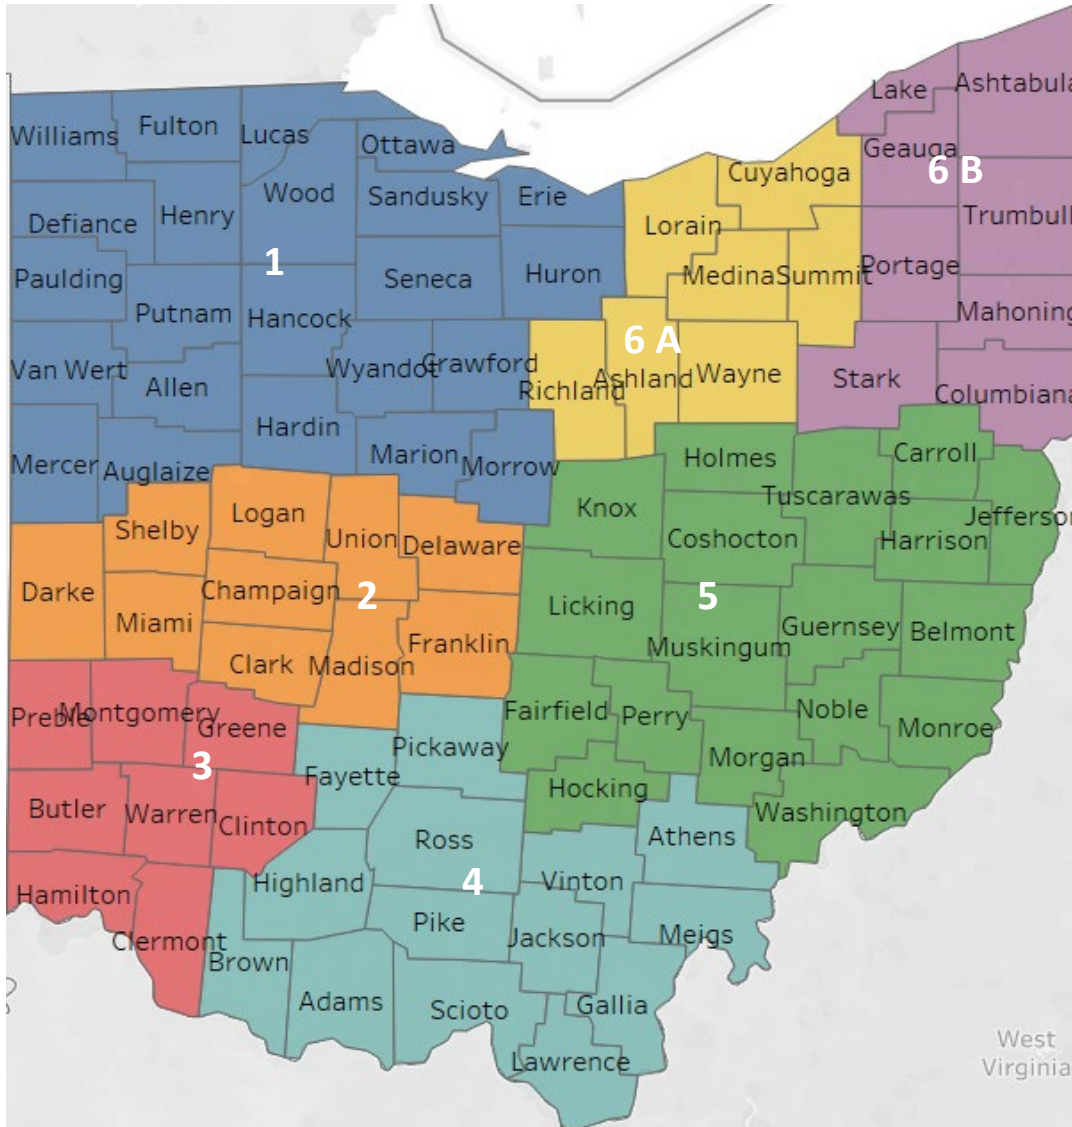 Lake
Ashtabula
Williams
Fulton
Lucas
Ottawa
Geauga
6 B
Cuyahoga
Wood
Sandusky
Erie
Defiance
Henry
Lorain
Trumbull
1
Paulding
Seneca
Huron
Medina
Summit
Portage
Putnam
Hancock
Mahoning
6 A
Van Wert
Allen
Wyandot
Crawford
Richland
Ashland
Wayne
Stark
Columbiana
Hardin
Mercer
Auglaize
Marion
Morrow
Holmes
Carroll
Shelby
Logan
Union
Delaware
Knox
Tuscarawas
Coshocton
Harrison
Jefferson
Darke
Champaign
2
Licking
5
Miami
Muskingum
Guernsey
Belmont
Clark
Madison
Franklin
Preble
Montgomery
Greene
Fairfield
Perry
Noble
Monroe
3
Pickaway
Fayette
Hocking
Morgan
Washington
Butler
Warren
Clinton
Ross
Athens
4
Hamilton
Highland
Vinton
Clermont
Pike
Jackson
Meigs
Brown
Adams
Scioto
Gallia
Lawrence
West
Virginia